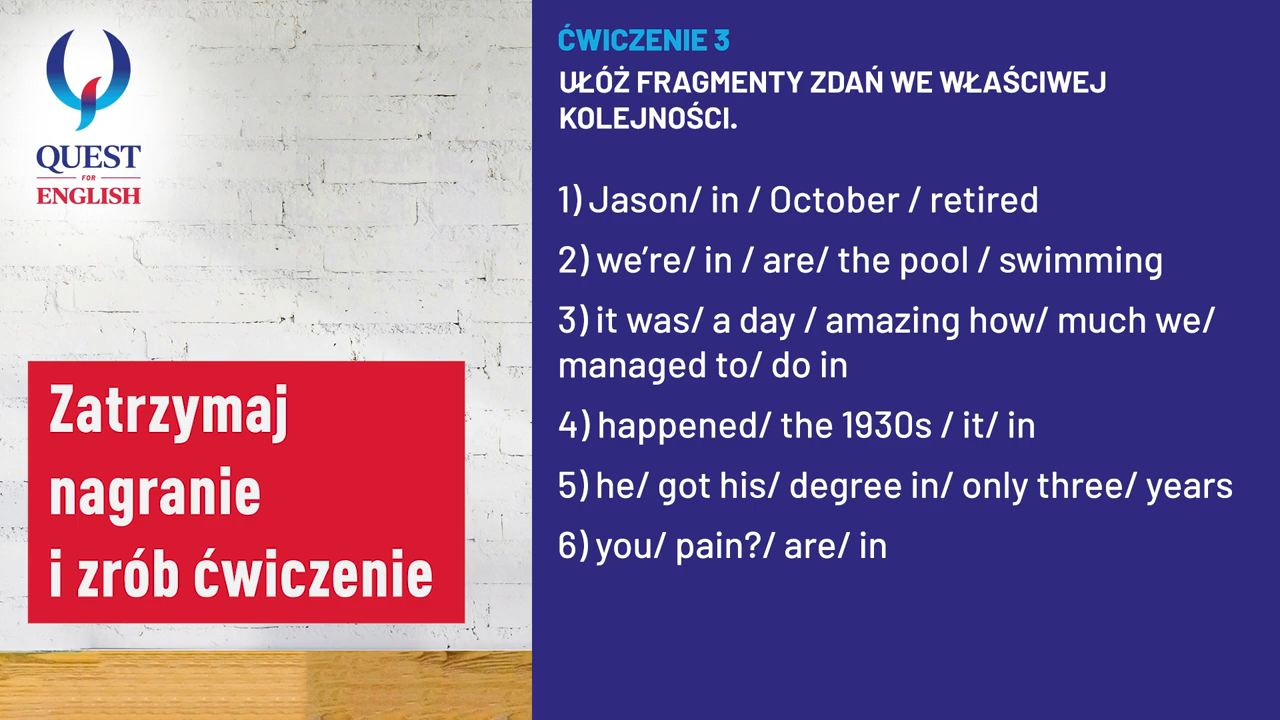 QUEST
FOR
ENGLISH
Zatrzymaj
nagranie
i zrób ćwiczenie
ĆWICZENIE 3
UŁÓŻ FRAGMENTY ZDAŃ WE WŁAŚCIWEJ
KOLEJNOŚCI.
1) Jason/ in / October / retired
2) we’re/ in / are/ the pool / swimming
3) it was/ a day / amazing how/ much we/
managed to/ do in
4) happened/ the 1930s / it/ in
5) he/ got his/ degree in/ only three/ years
6) you/ pain?/ are/ in